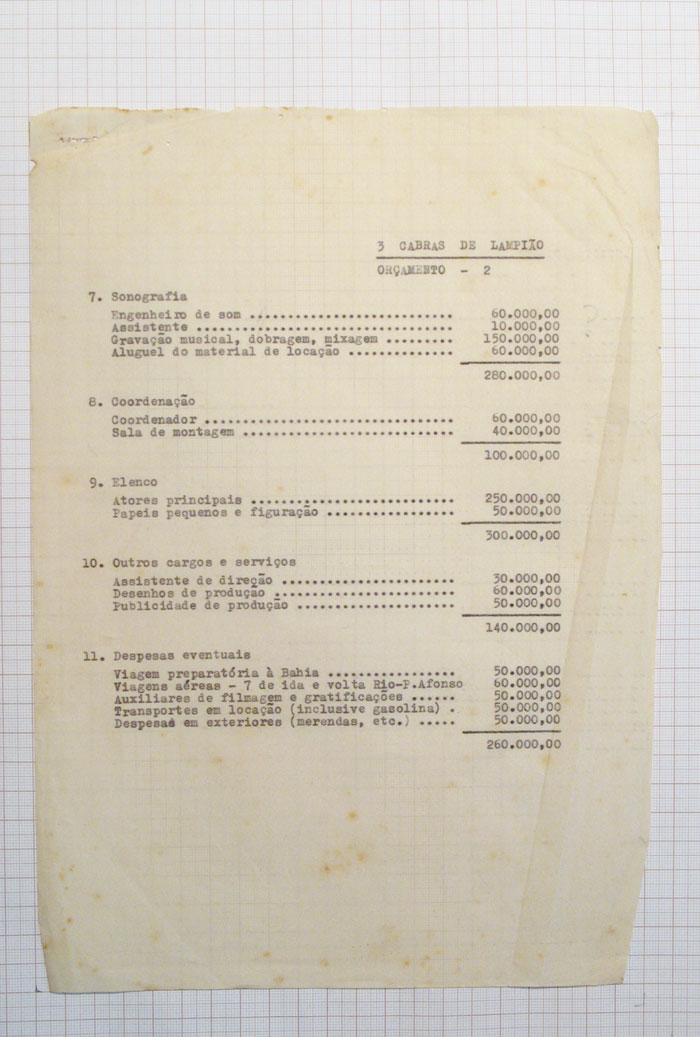 3 CABRAS DE LAMPIÃO
ORÇAMENTO - 2
7. Sonografia
Engenheiro de som ........................... 60.000,00
Assistente .................................. 10.000,00
Gravação musical, dobragem, mixagem ......... 150.000,00
Aluguel do material de locação .............. 60.000,00
280.000,00
8. Coordenação
Coordenador ................................. 60.000,00
Sala de montagem ............................ 40.000,00
100.000,00
9. Elenco
Atores principais ........................... 250.000,00
Papeis pequenos e figuração ................. 50.000,00
300.000,00
10. Outros cargos e serviços
Assistente de direção ....................... 30.000,00
Desenhos de produção ........................ 60.000,00
Publicidade de produção ..................... 50.000,00
140.000,00
11. Despesas eventuais
Viagem preparatória à Bahia ................. 50.000,00
Viagens aéreas - 7 de ida e volta Rio-P.Afonso 60.000,00
Auxiliares de filmagem e gratificações ...... 50.000,00
Transportes em locação (inclusive gasolina) . 50.000,00
Despesas em exteriores (merendas, etc.) ..... 50.000,00
260.000,00